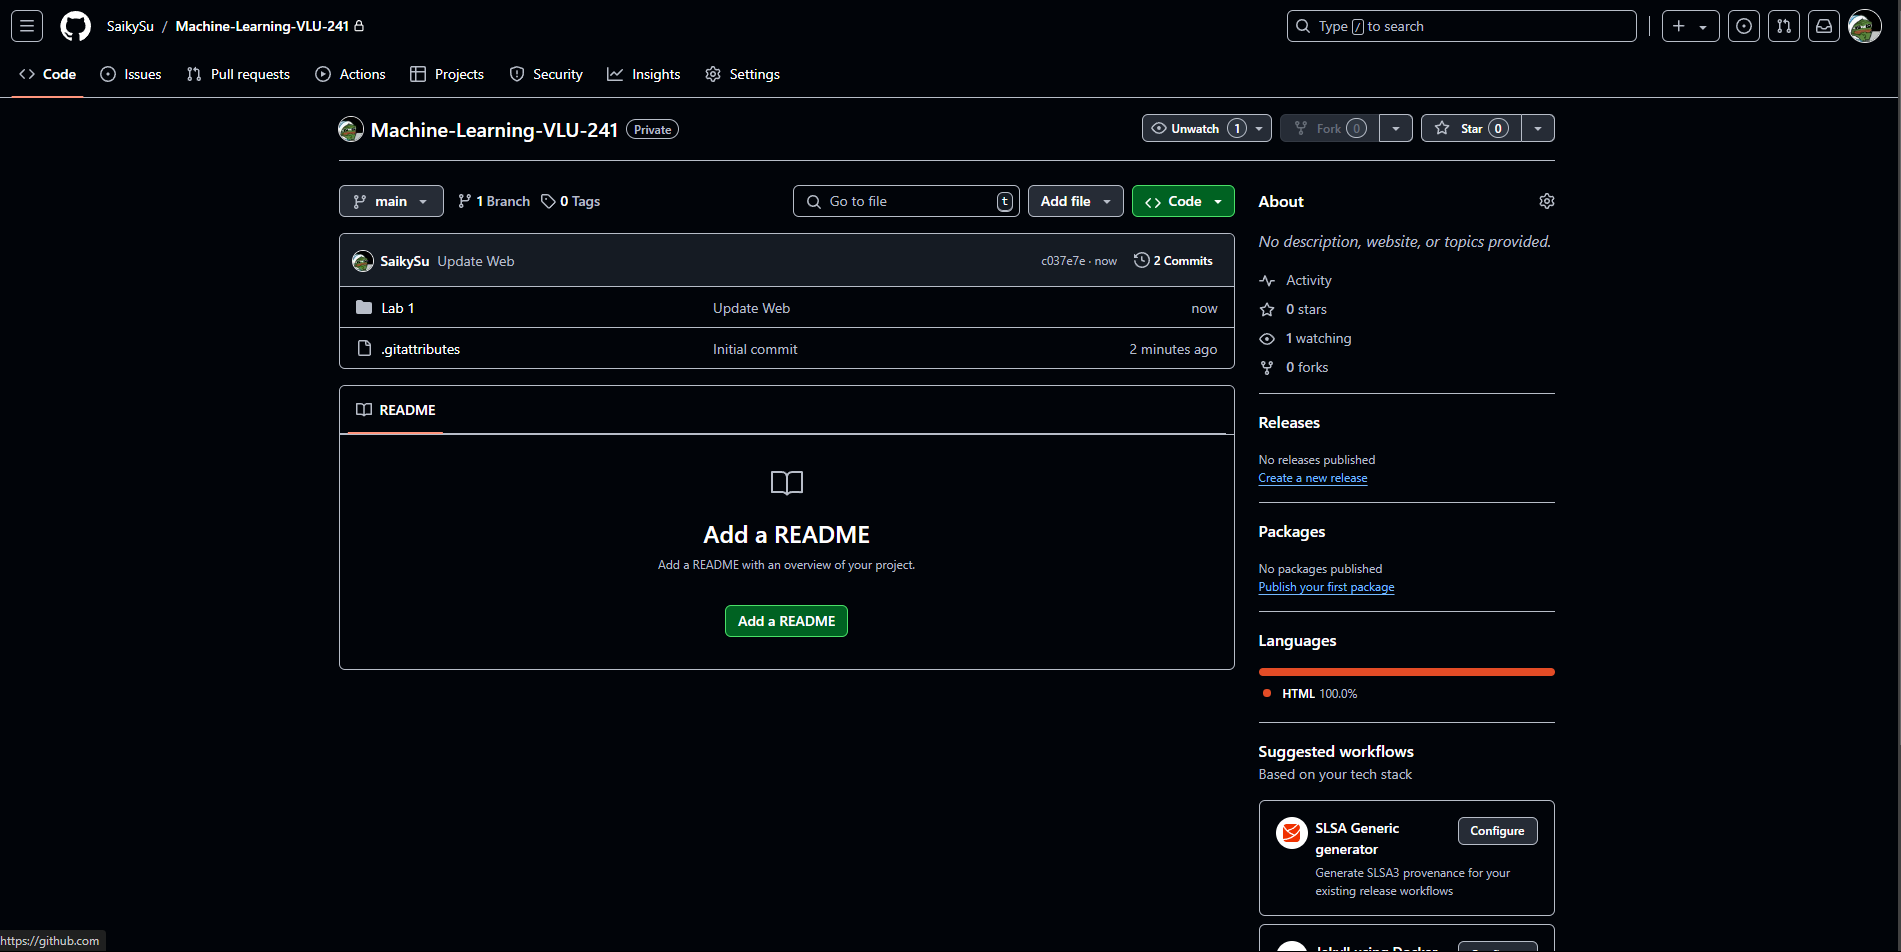 SaikySu / Machine-Learning-VLU-241
Type / to search
Code Issues Pull requests Actions Projects Security Insights Settings
Machine-Learning-VLU-241 Private
Unwatch 1 Fork 0 Star 0
main 1 Branch 0 Tags
Go to file t Add file Code
SaikySu Update Web c037e7e · now 2 Commits
Lab 1 Update Web now
.gitattributes Initial commit 2 minutes ago
README
Add a README
Add a README with an overview of your project.
Add a README
About
No description, website, or topics provided.
Activity
0 stars
1 watching
0 forks
Releases
No releases published
Create a new release
Packages
No packages published
Publish your first package
Languages
HTML 100.0%
Suggested workflows
Based on your tech stack
SLSA Generic
generator
Configure
Generate SLSA3 provenance for your
existing release workflows
Jekyll using Docker
https://github.com